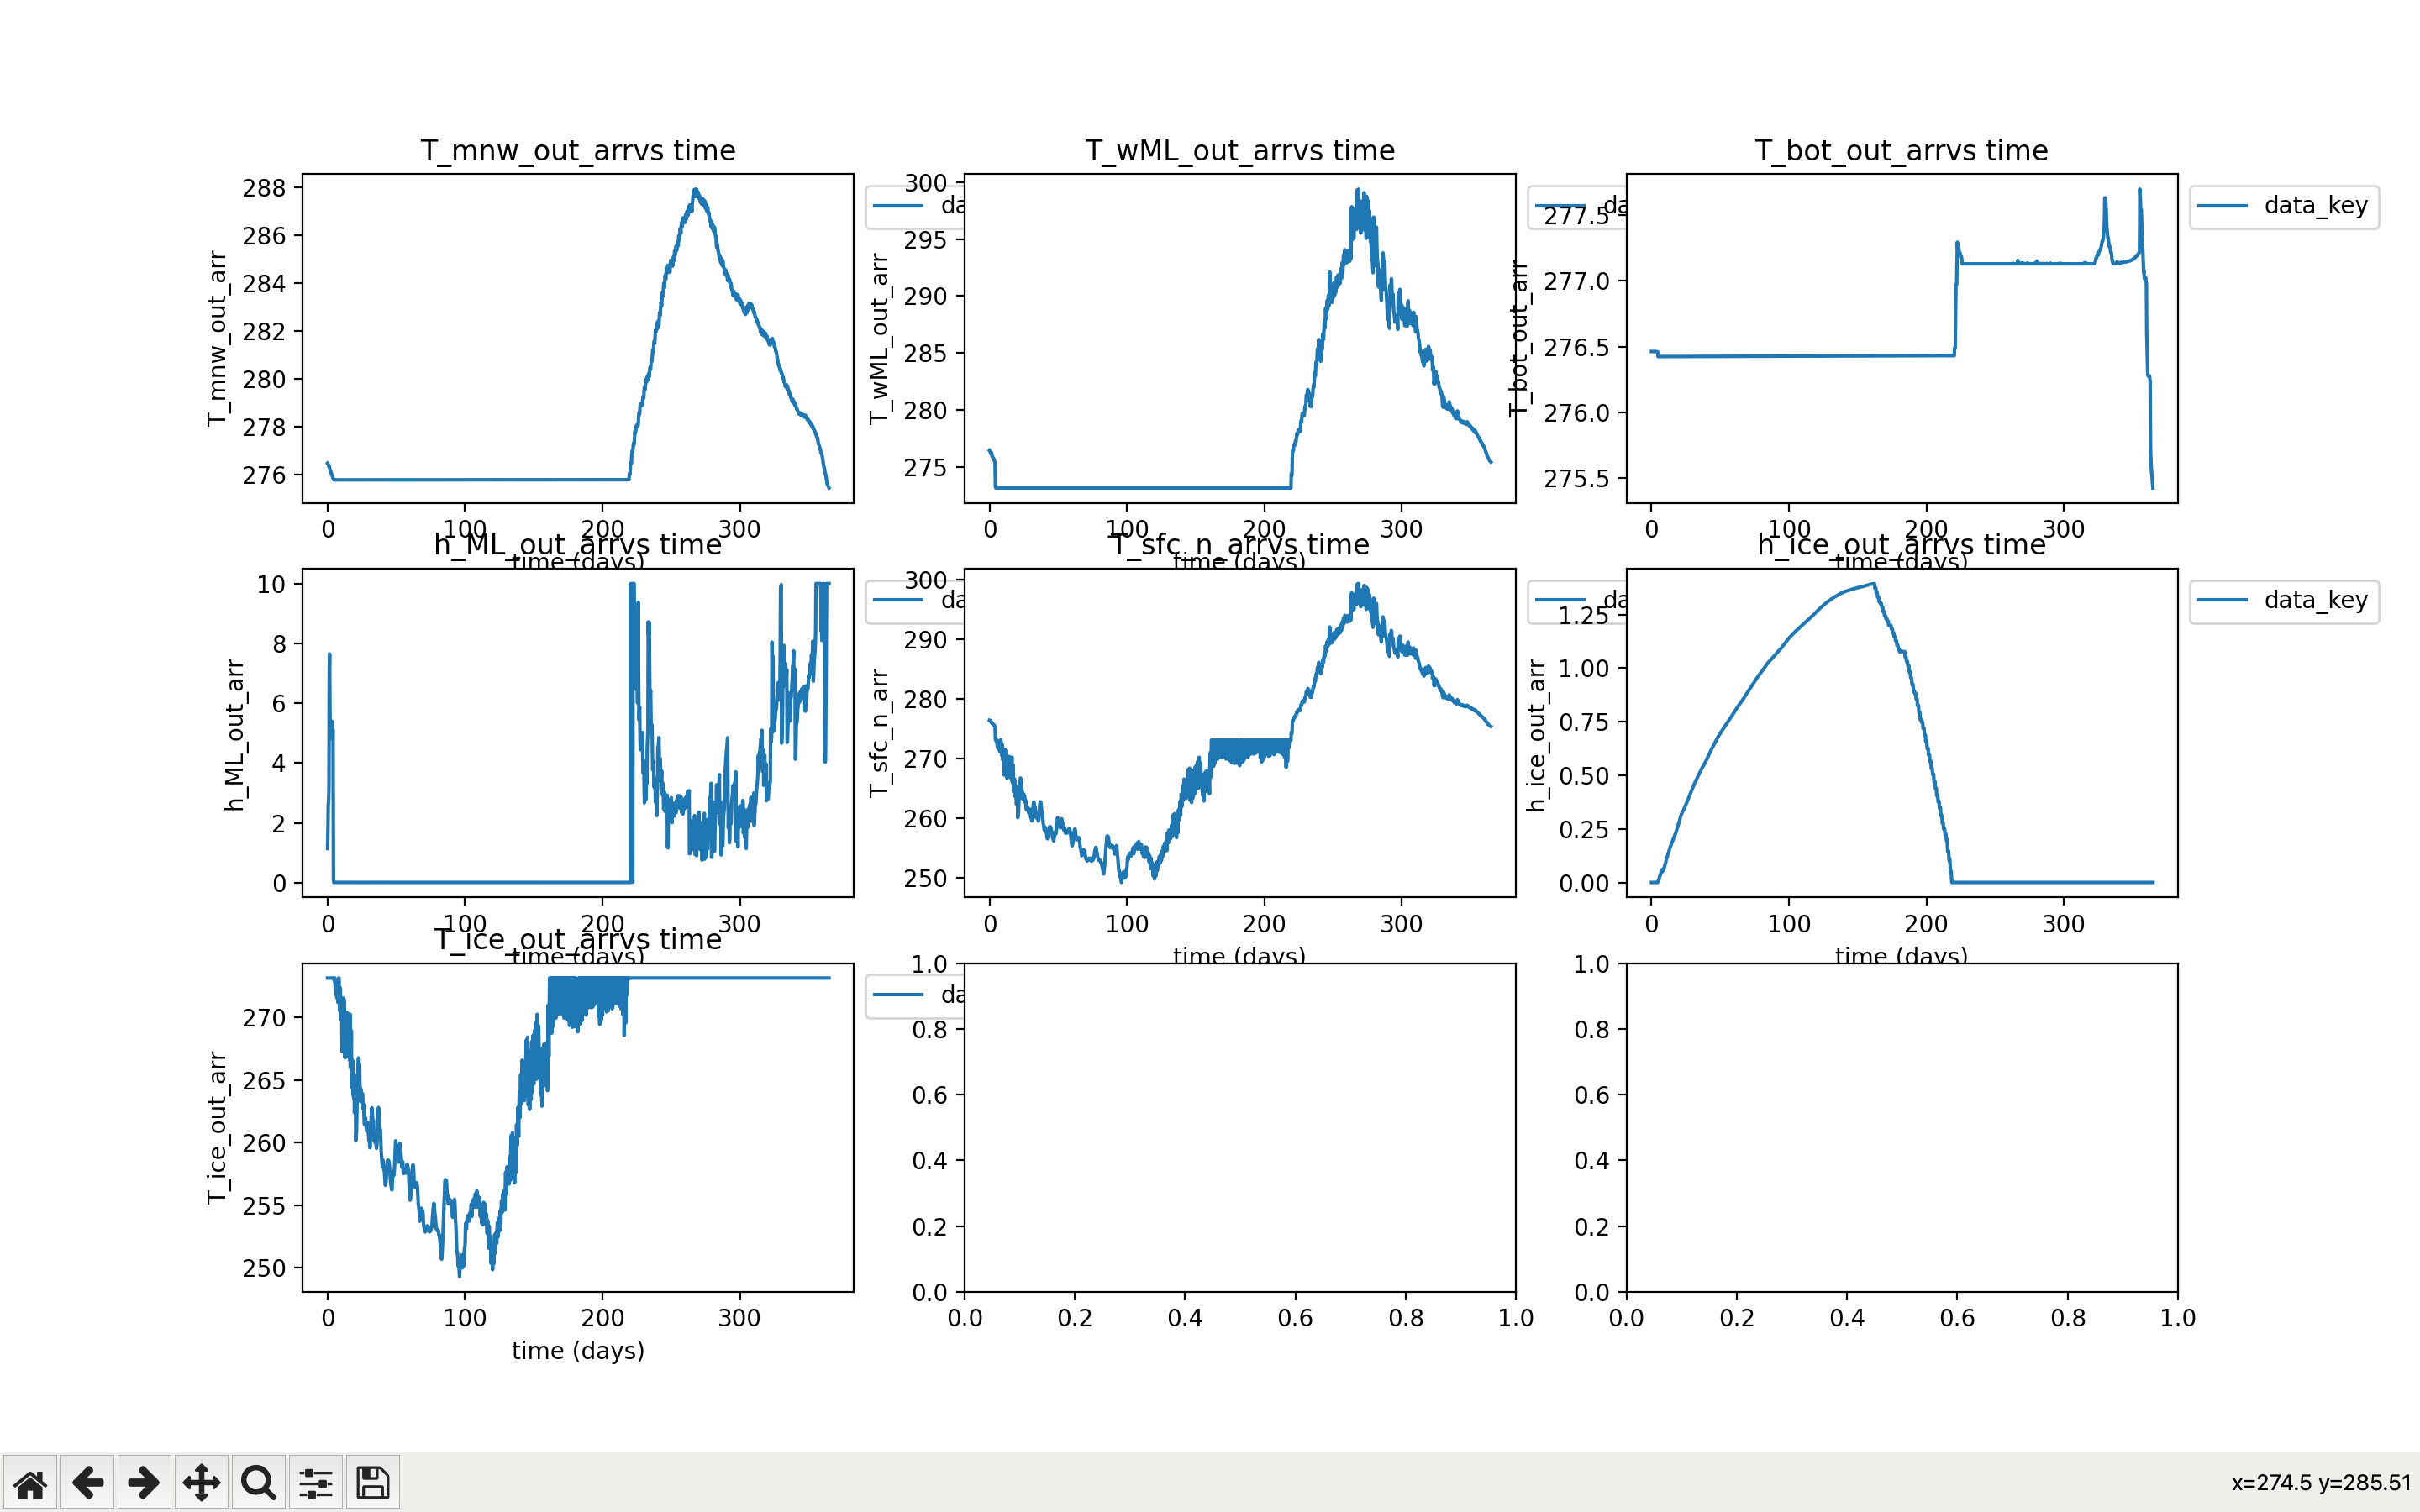 T_mnw_out_arrvs time
T_mnw_out_arr
288
286
284
282
280
278
276
0 100 200 300
time (days)
T_wML_out_arrvs time
T_wML_out_arr
300
295
290
285
280
275
0 100 200 300
time (days)
T_bot_out_arrvs time
T_bot_out_arr
277.5
277.0
276.5
276.0
275.5
0 100 200 300
time (days)
data_key
h_ML_out_arrvs time
h_ML_out_arr
10
8
6
4
2
0
0 100 200 300
time (days)
T_sfc_n_arrvs time
T_sfc_n_arr
300
290
280
270
260
250
0 100 200 300
time (days)
h_ice_out_arrvs time
h_ice_out_arr
1.25
1.00
0.75
0.50
0.25
0.00
0 100 200 300
time (days)
data_key
T_ice_out_arrvs time
T_ice_out_arr
270
265
260
255
250
0 100 200 300
time (days)
1.0
0.8
0.6
0.4
0.2
0.0
0.0 0.2 0.4 0.6 0.8 1.0
1.0
0.8
0.6
0.4
0.2
0.0
0.0 0.2 0.4 0.6 0.8 1.0
x=274.5 y=285.51